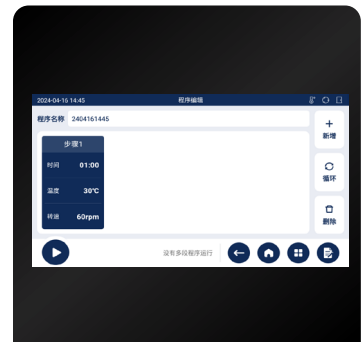 2024-04-16 14:45
程序编辑
程序名称 2404161445
步骤1
时间 01:00
温度 30℃
转速 60rpm
新增
循环
删除
没有多段程序运行